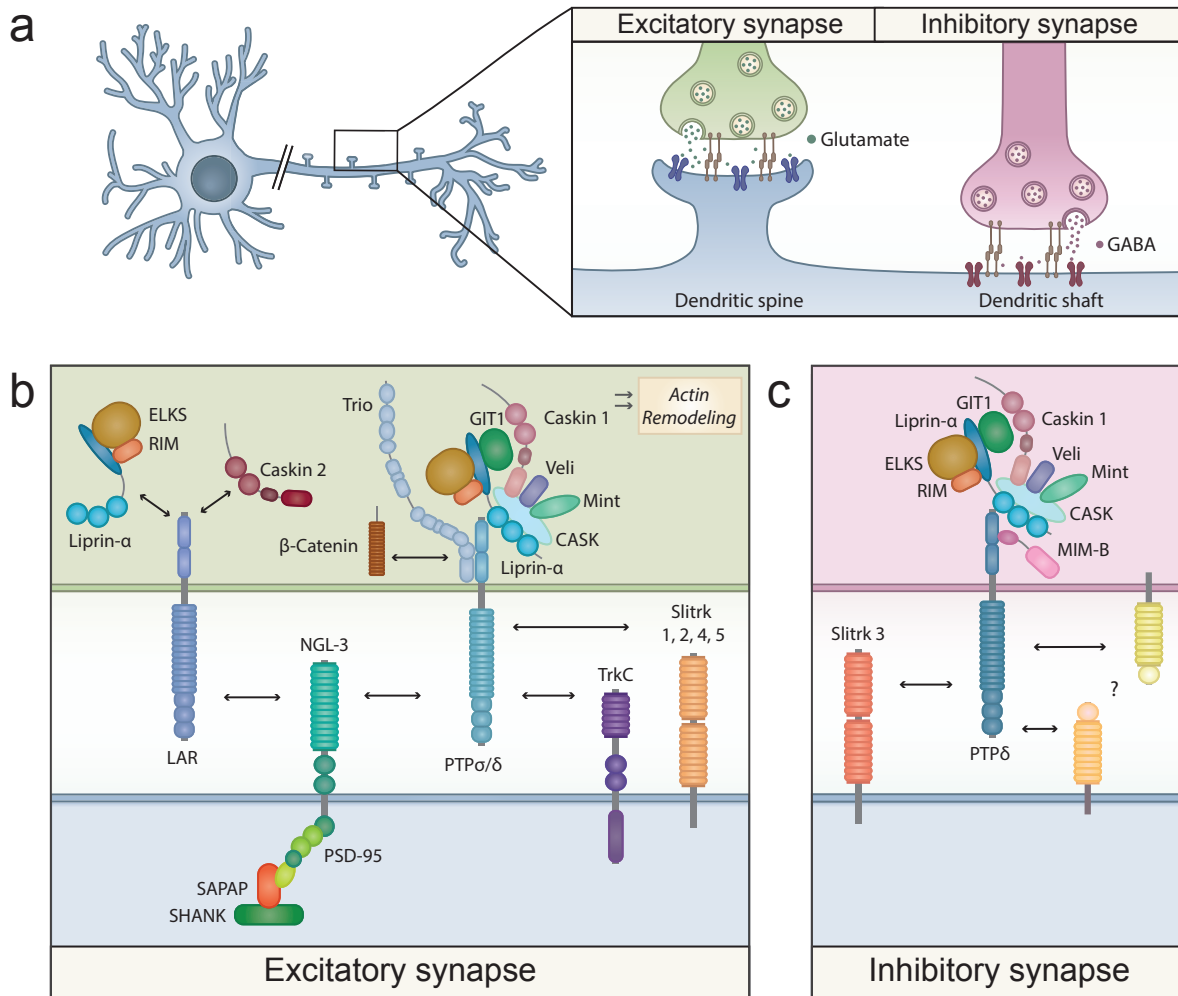 a
Excitatory synapse
Inhibitory synapse
Glutamate
GABA
Dendritic spine
Dendritic shaft
b
ELKS
RIM
Caskin 2
Liprin-α
Trio
GIT1
Caskin 1
Actin
Remodeling
Veli
Mint
CASK
β-Catenin
Liprin-α
Slitrk
1, 2, 4, 5
NGL-3
TrkC
LAR
PTPσ/δ
PSD-95
SAPAP
SHANK
Excitatory synapse
c
GIT1
Liprin-α
Caskin 1
ELKS
Veli
RIM
Mint
CASK
MIM-B
Slitrk 3
?
PTPδ
Inhibitory synapse